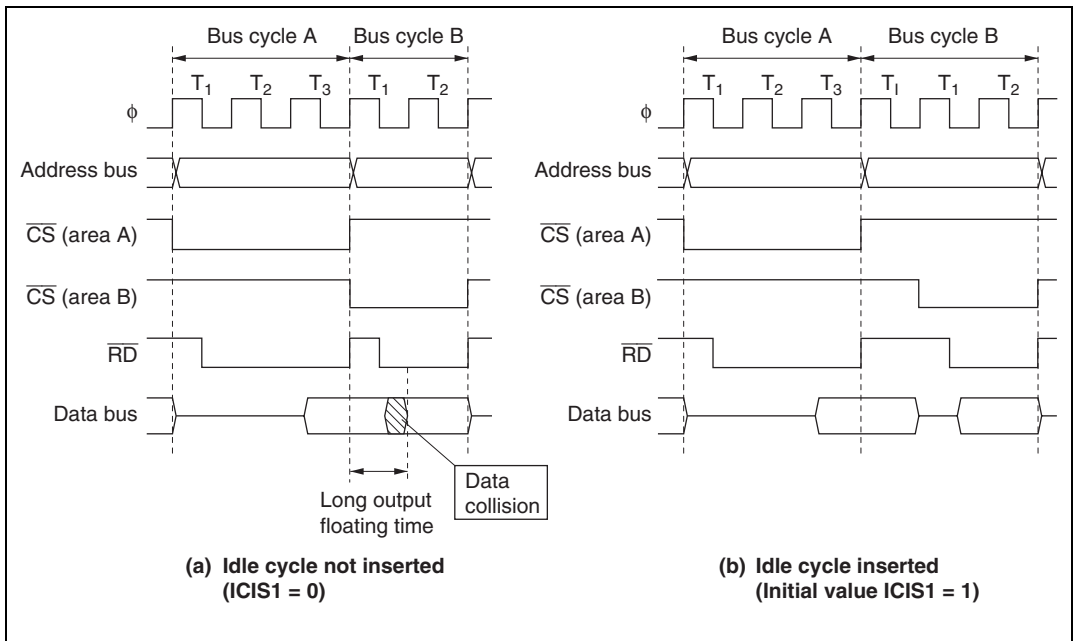 Bus cycle A Bus cycle B
T1 T2 T3 T1 T2
φ
Address bus
CS (area A)
CS (area B)
RD
Data bus
Long output
floating time
Data
collision
(a) Idle cycle not inserted
(ICIS1 = 0)
Bus cycle A Bus cycle B
T1 T2 T3 TI T1 T2
φ
Address bus
CS (area A)
CS (area B)
RD
Data bus
(b) Idle cycle inserted
(Initial value ICIS1 = 1)